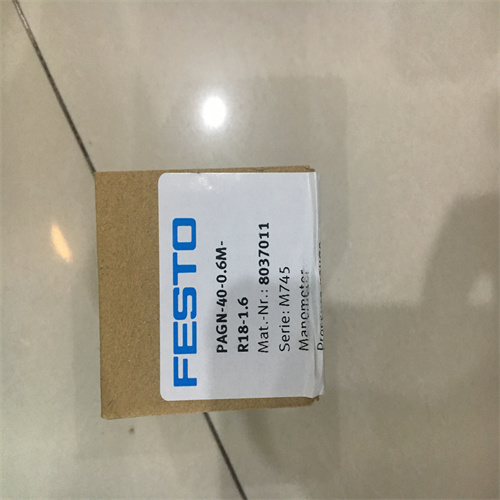 FESTO
PAGN-40-0.6M-
R18-1.6
Mat.-Nr.: 8037011
Serie: M745
Manometer